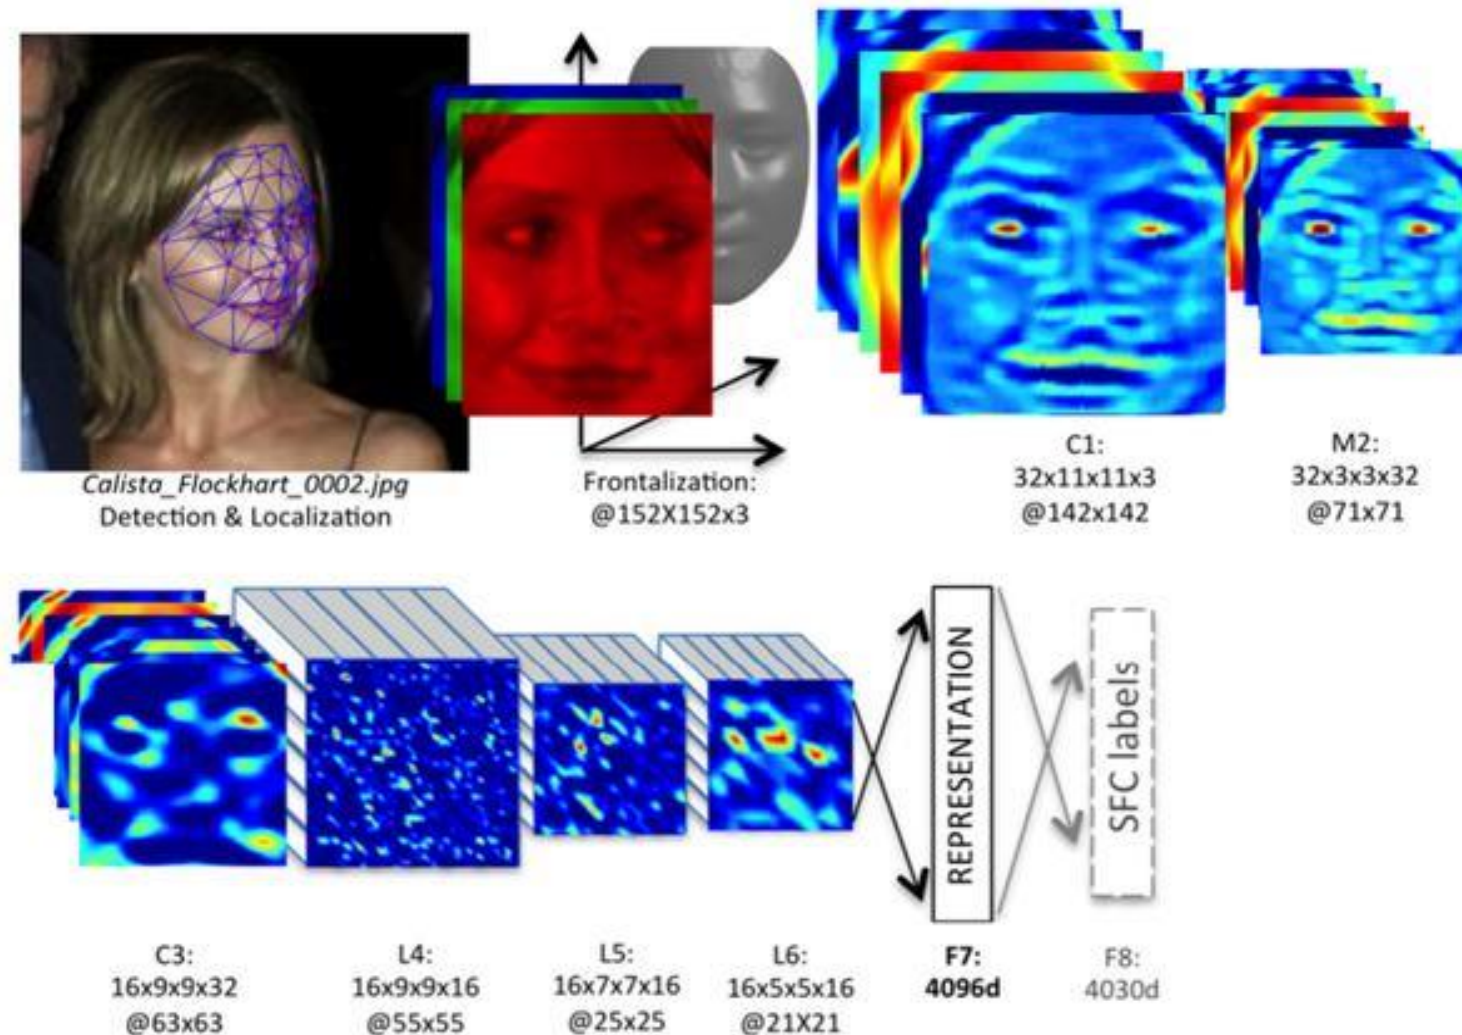 Calista_Flockhart_0002.jpg
Detection & Localization
Frontalization:
@152X152x3
C1:
32x11x11x3
@142x142
M2:
32x3x3x32
@71x71
REPRESENTATION
SFC labels
C3:
16x9x9x32
@63x63
L4:
16x9x9x16
@55x55
L5:
16x7x7x16
@25x25
L6:
16x5x5x16
@21X21
F7:
4096d
F8:
4030d